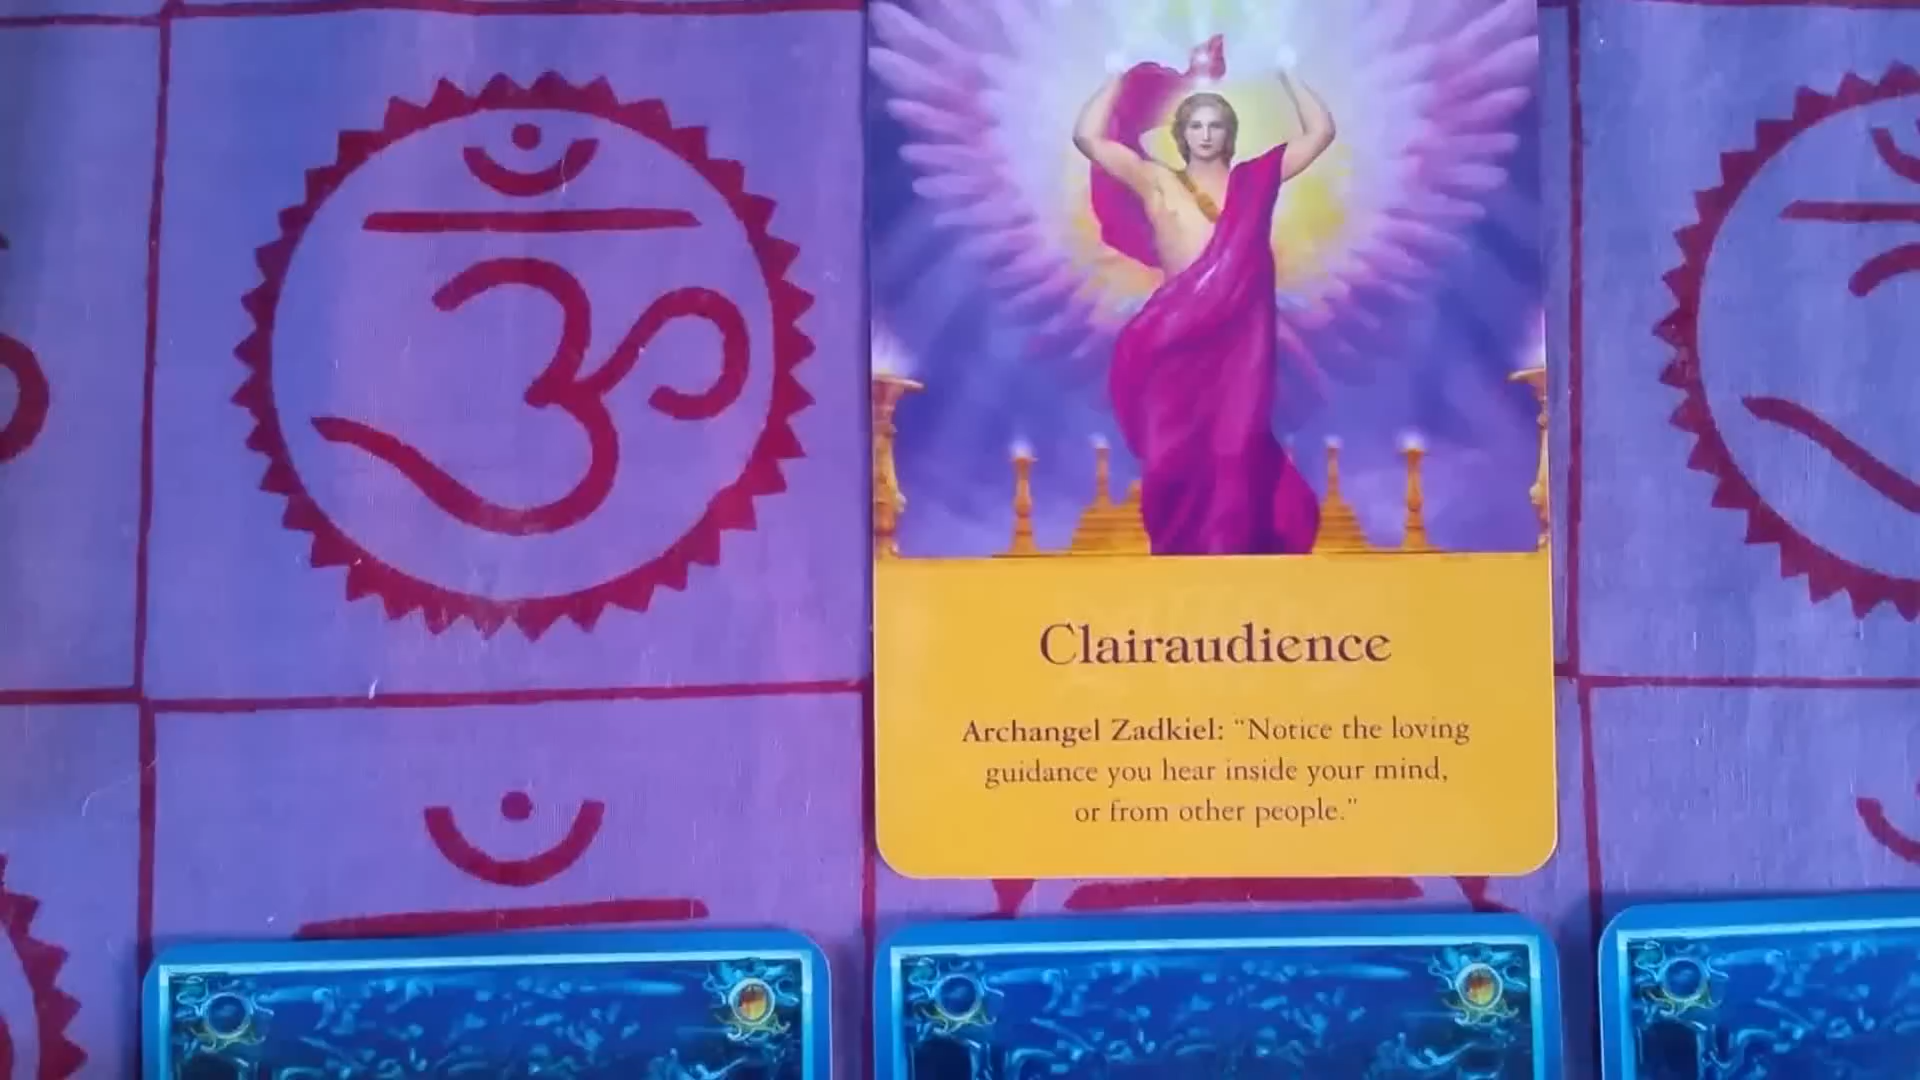 ॐ
Clairaudience
Archangel Zadkiel: “Notice the loving
guidance you hear inside your mind,
or from other people.”